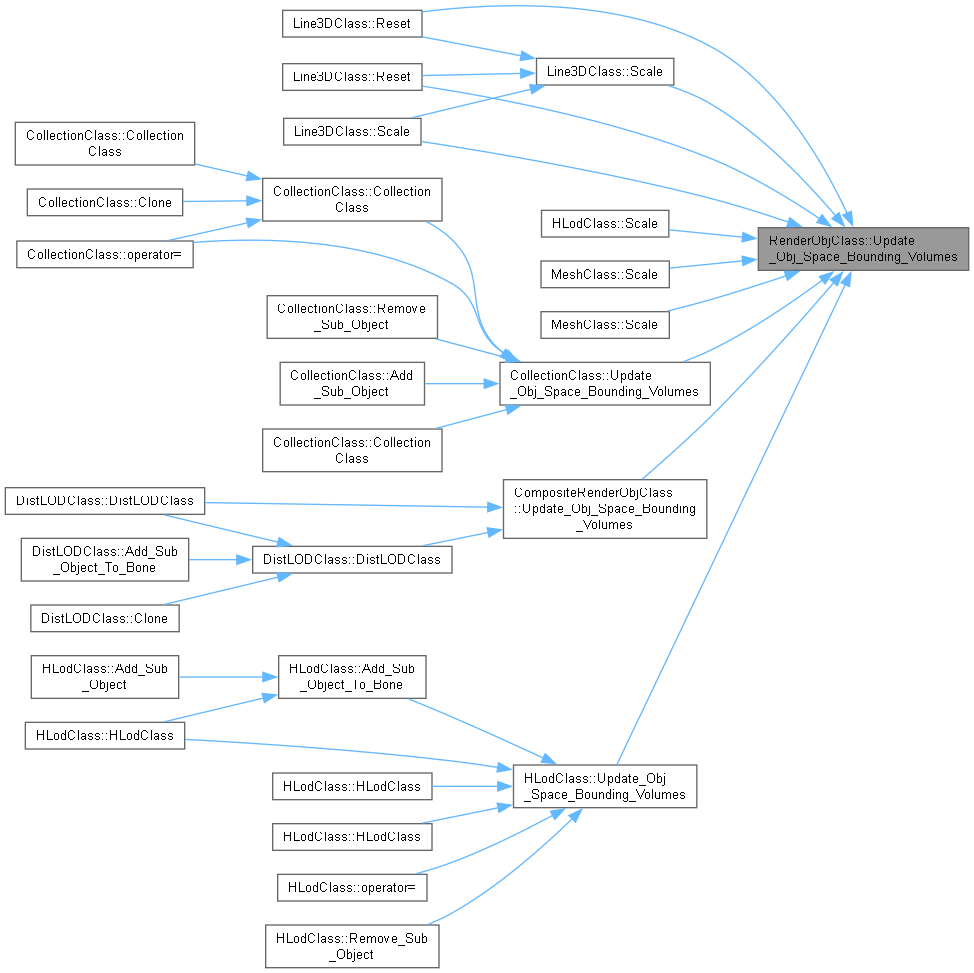 Line3DClass::Reset
Line3DClass::Scale
Line3DClass::Reset
Line3DClass::Scale
CollectionClass::Collection
Class
CollectionClass::Collection
Class
CollectionClass::Clone
CollectionClass::operator=
HLodClass::Scale
RenderObjClass::Update
_Obj_Space_Bounding_Volumes
MeshClass::Scale
MeshClass::Scale
CollectionClass::Remove
_Sub_Object
CollectionClass::Add
_Sub_Object
CollectionClass::Update
_Obj_Space_Bounding_Volumes
CollectionClass::Collection
Class
CompositeRenderObjClass
::Update_Obj_Space_Bounding
_Volumes
DistLODClass::DistLODClass
DistLODClass::Add_Sub
_Object_To_Bone
DistLODClass::DistLODClass
DistLODClass::Clone
HLodClass::Add_Sub
_Object
HLodClass::Add_Sub
_Object_To_Bone
HLodClass::HLodClass
HLodClass::Update_Obj
_Space_Bounding_Volumes
HLodClass::HLodClass
HLodClass::HLodClass
HLodClass::operator=
HLodClass::Remove_Sub
_Object